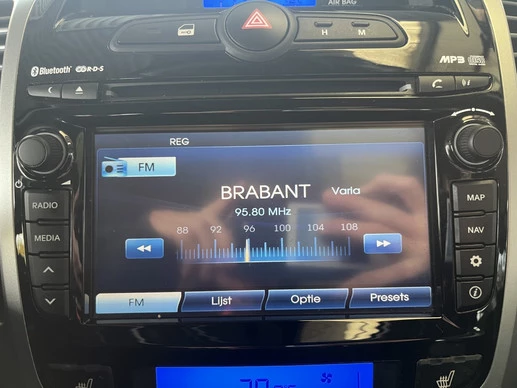 AIR BAG
H M
Bluetooth R·D·S
MP3
REG
FM
BRABANT Varia
95.80 MHz
88 92 96 100 104 108
RADIO
MEDIA
MAP
NAV
FM Lijst Optie Presets